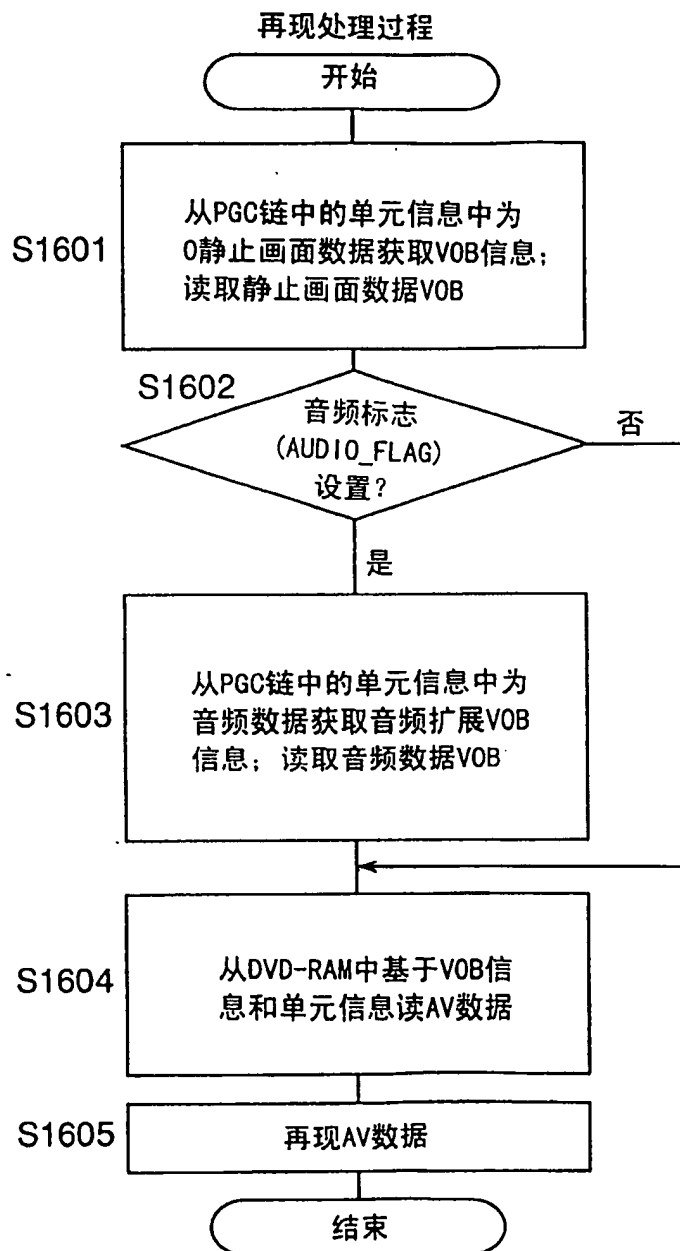 再现处理过程
开始
S1601
从PGC链中的单元信息中为
0静止画面数据获取VOB信息;
读取静止画面数据VOB
S1602
音频标志
(AUDIO_FLAG)
设置?
否
是
S1603
从PGC链中的单元信息中为
音频数据获取音频扩展VOB
信息; 读取音频数据VOB
S1604
从DVD-RAM中基于VOB信
息和单元信息读AV数据
S1605
再现AV数据
结束